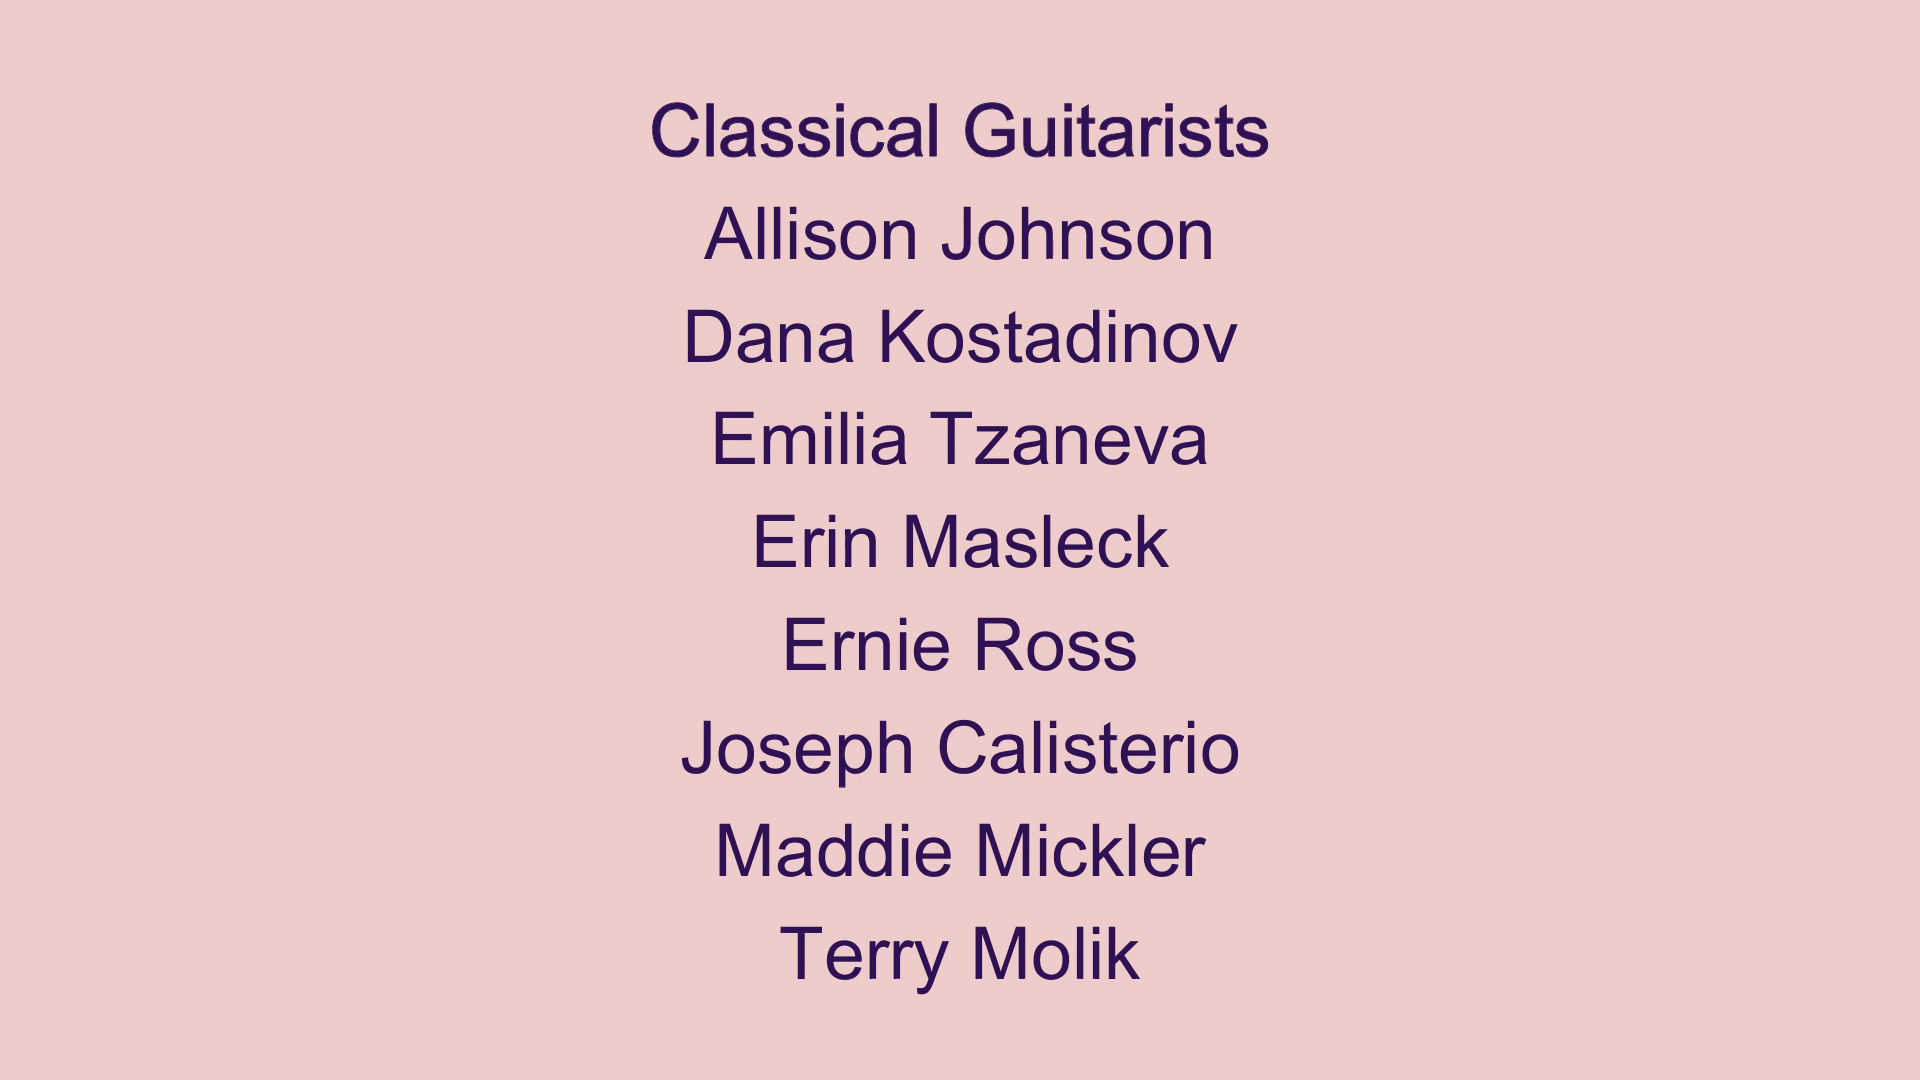 Classical Guitarists
Allison Johnson
Dana Kostadinov
Emilia Tzaneva
Erin Masleck
Ernie Ross
Joseph Calisterio
Maddie Mickler
Terry Molik